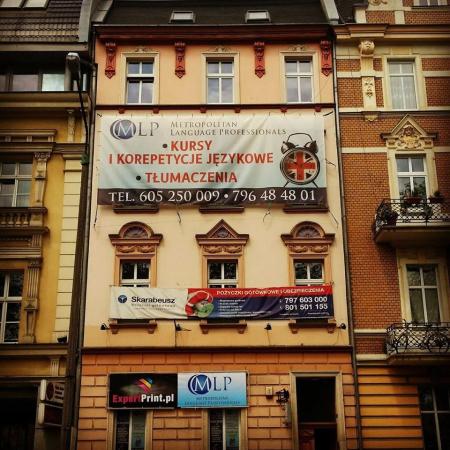 MLP METROPOLITAN
LANGUAGE PROFESSIONALS
• KURSY
I KOREPETYCJE JĘZYKOWE
• TŁUMACZENIA
TEL. 605 250 009 • 796 48 48 01
POŻYCZKI GOTÓWKOWE I UBEZPIECZENIA
Skarabeusz
797 603 000
801 501 155
ExpertPrint.pl
MLP
METROPOLITAN
LANGUAGE PROFESSIONALS